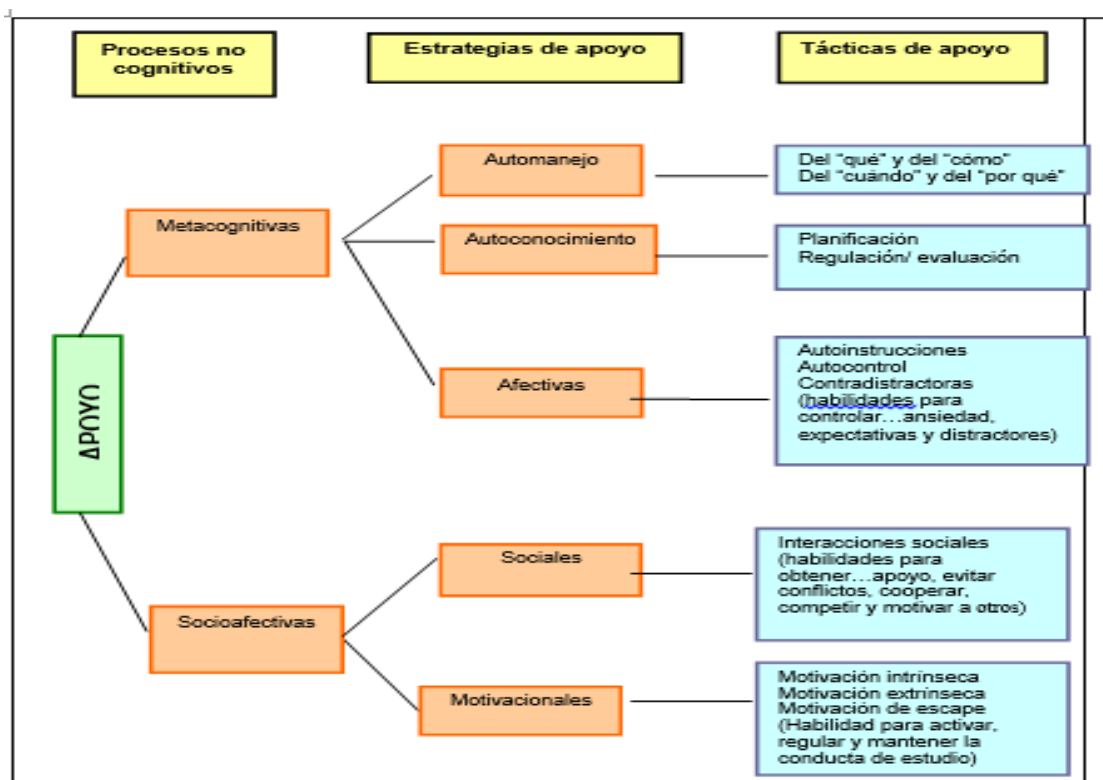 Procesos no
cognitivos
Estrategias de apoyo
Tácticas de apoyo
Automanejo
Del "qué" y del "cómo"
Del "cuándo" y del "por qué"
Metacognitivas
Autoconocimiento
Planificación
Regulación/ evaluación
APOYO
Afectivas
Autoinstrucciones
Autocontrol
Contradistractoras
(habilidades para
controlar...ansiedad,
expectativas y distractores)
Socioafectivas
Sociales
Interacciones sociales
(habilidades para
obtener...apoyo, evitar
conflictos, cooperar,
competir y motivar a otros)
Motivacionales
Motivación intrínseca
Motivación extrínseca
Motivación de escape
(Habilidad para activar,
regular y mantener la
conducta de estudio)